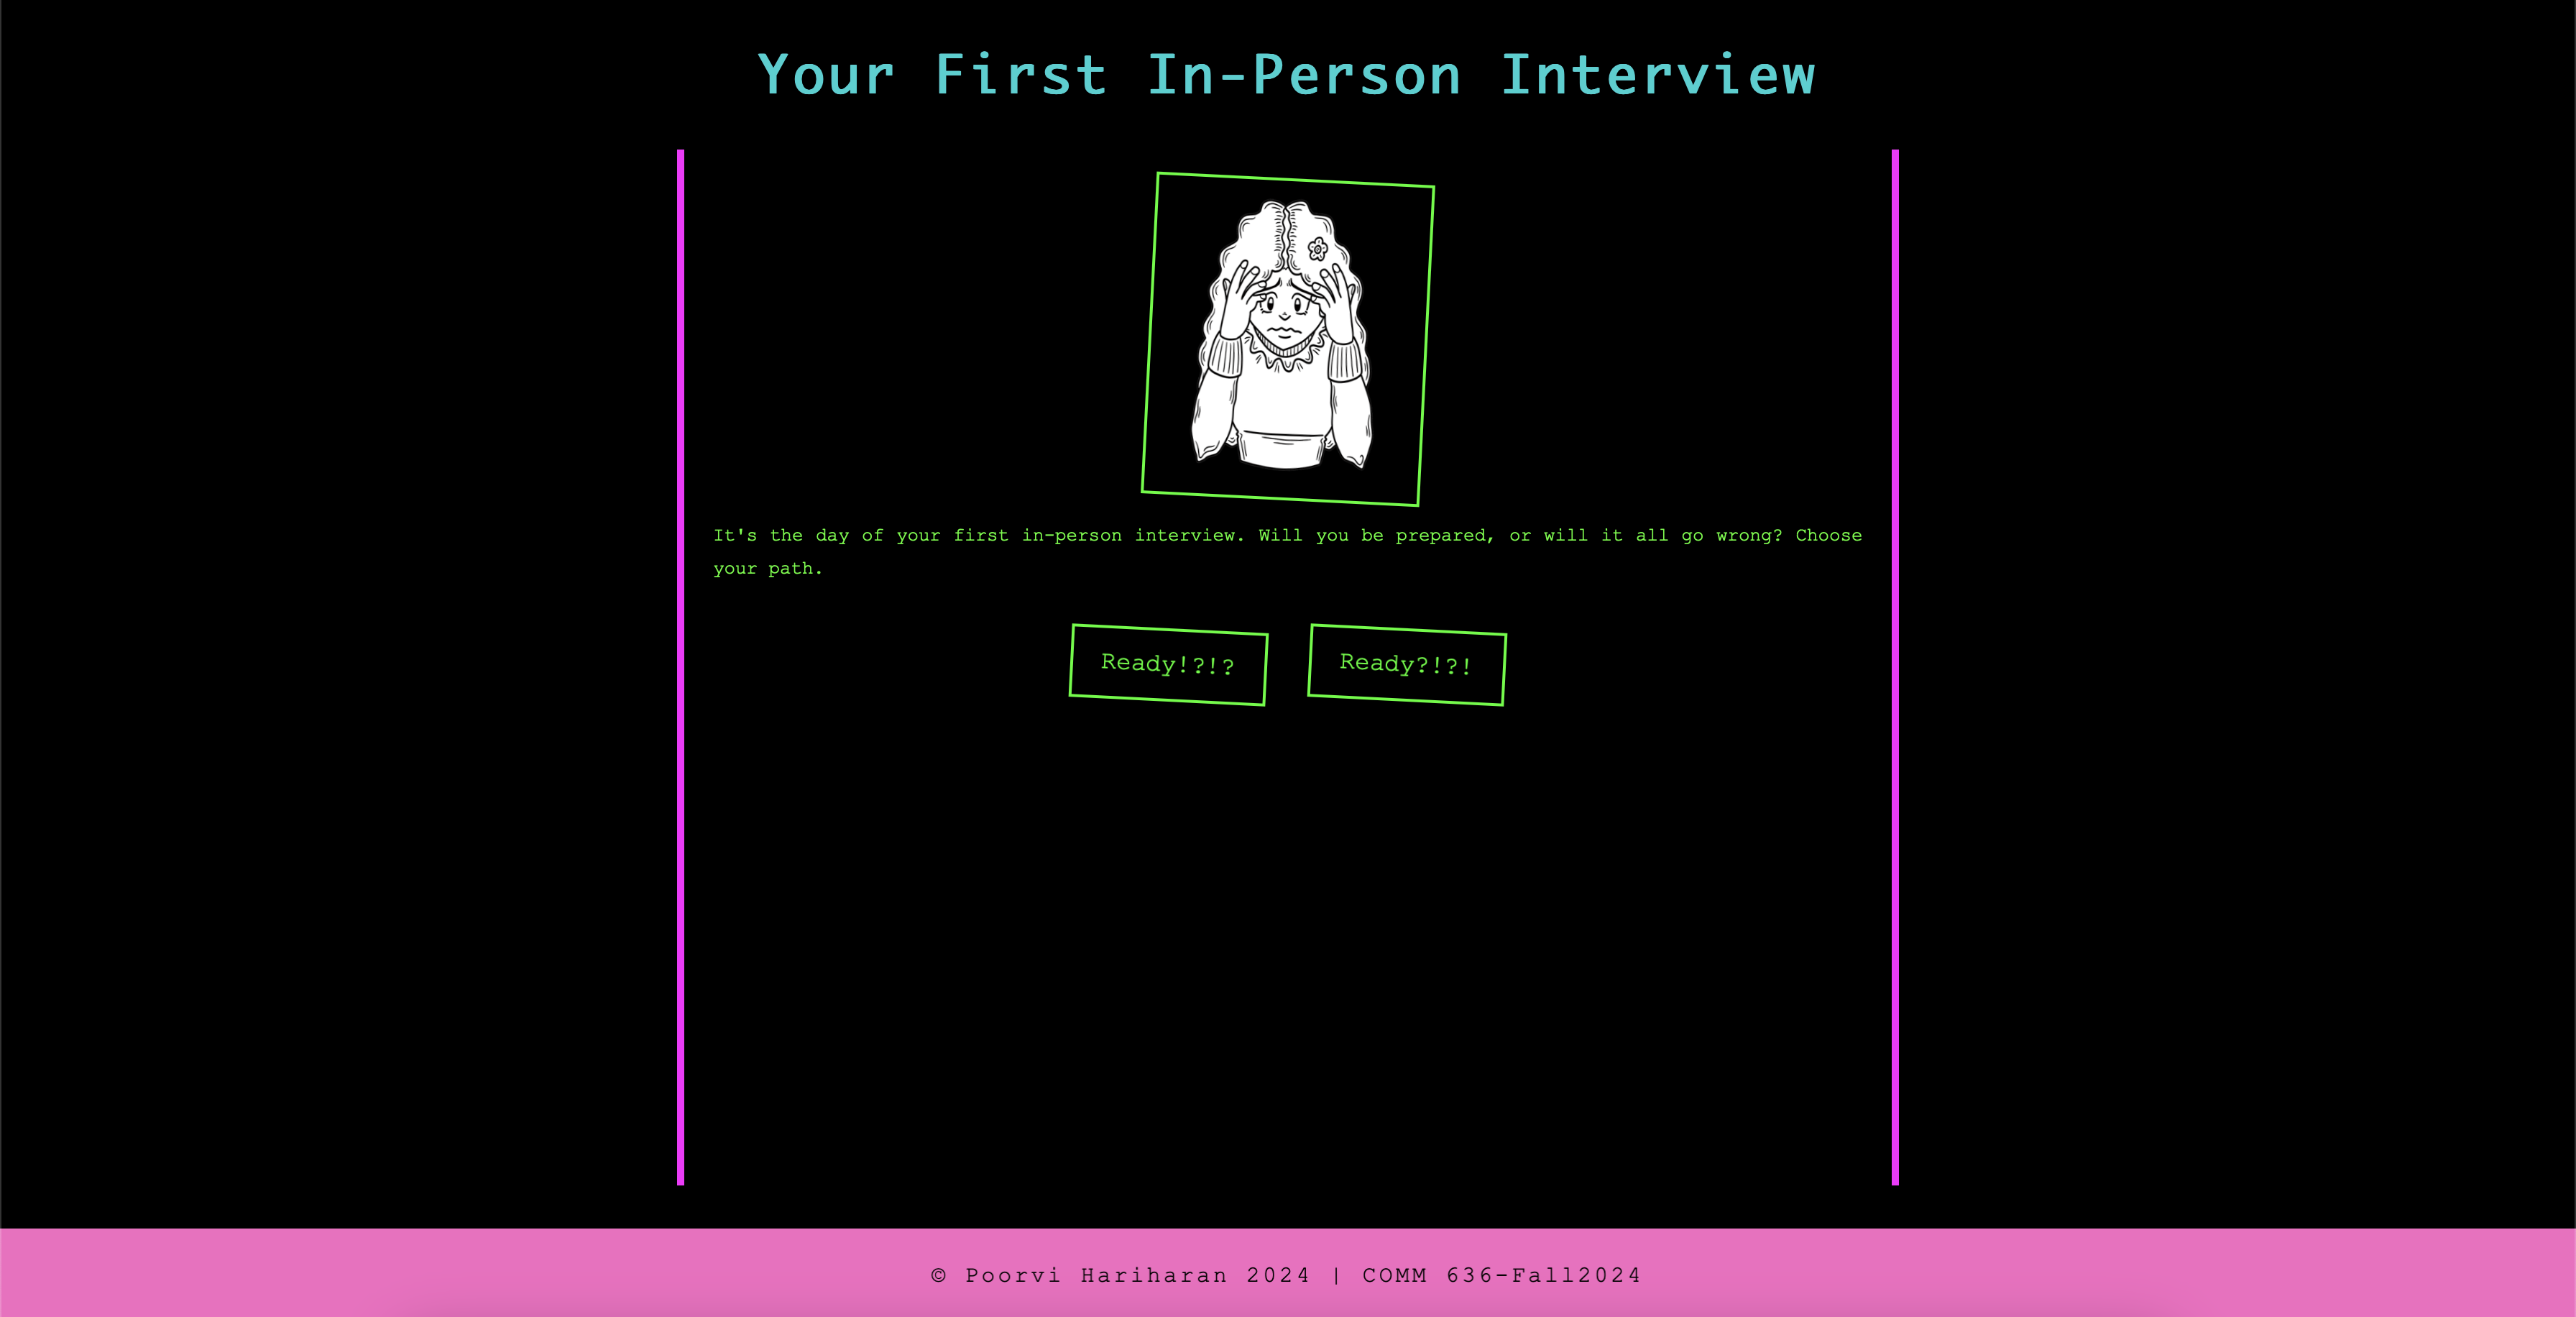 Your First In-Person Interview
It's the day of your first in-person interview. Will you be prepared, or will it all go wrong? Choose
your path.
Ready!?!?
Ready?!?!
© Poorvi Hariharan 2024 | COMM 636-Fall2024